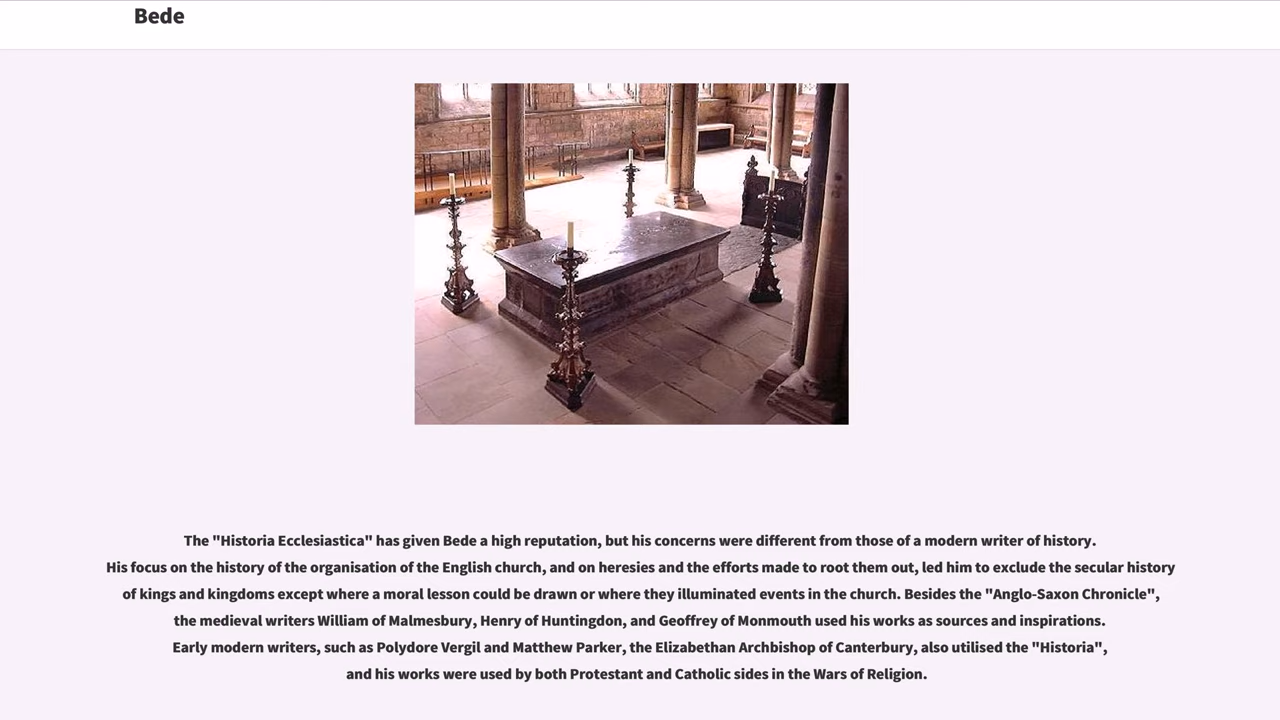 Bede
The "Historia Ecclesiastica" has given Bede a high reputation, but his concerns were different from those of a modern writer of history.
His focus on the history of the organisation of the English church, and on heresies and the efforts made to root them out, led him to exclude the secular history
of kings and kingdoms except where a moral lesson could be drawn or where they illuminated events in the church. Besides the "Anglo-Saxon Chronicle",
the medieval writers William of Malmesbury, Henry of Huntingdon, and Geoffrey of Monmouth used his works as sources and inspirations.
Early modern writers, such as Polydore Vergil and Matthew Parker, the Elizabethan Archbishop of Canterbury, also utilised the "Historia",
and his works were used by both Protestant and Catholic sides in the Wars of Religion.